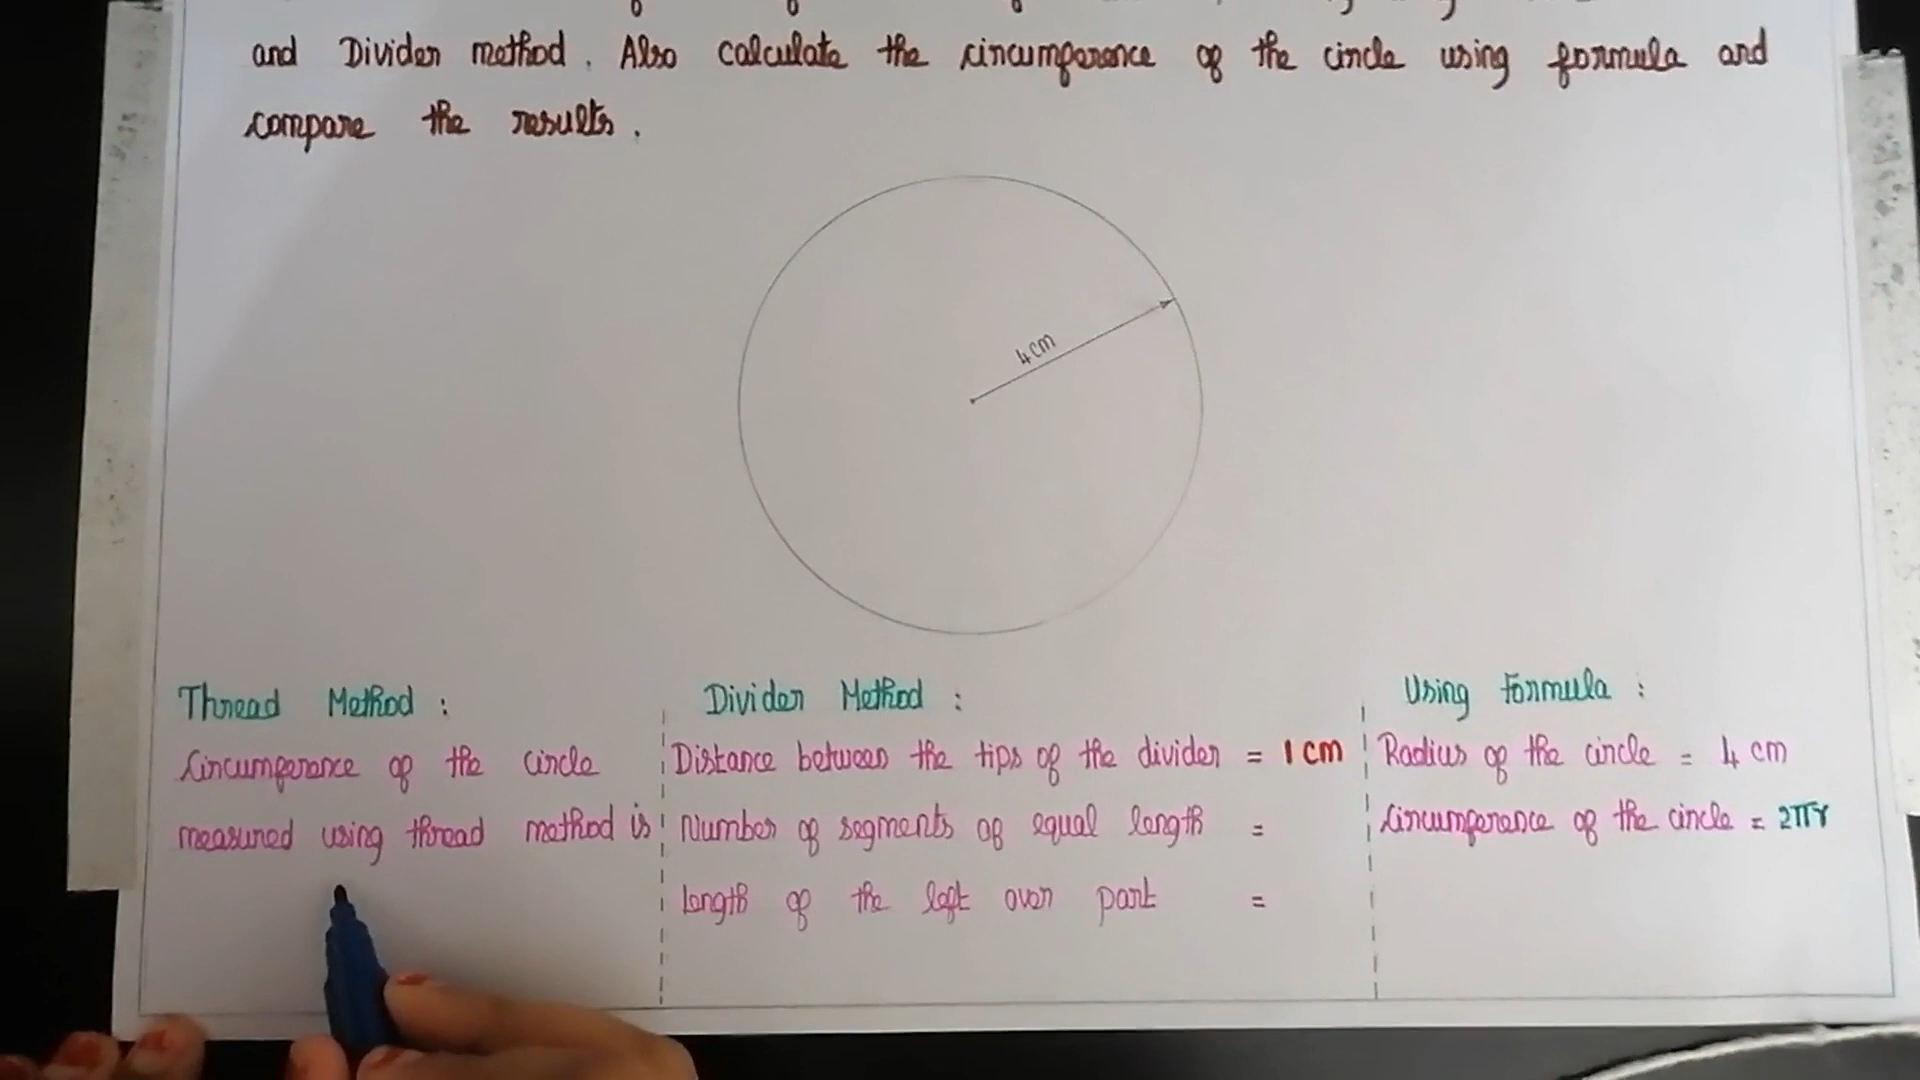 and Divider method. Also calculate the circumference of the circle using formula and
compare the results.
4cm
Thread Method :
Circumference of the circle
measured using thread method is
Divider Method :
Distance between the tips of the divider = 1 cm
Number of segments of equal length =
length of the left over part =
Using Formula :
Radius of the circle = 4 cm
Circumference of the circle = 2πr